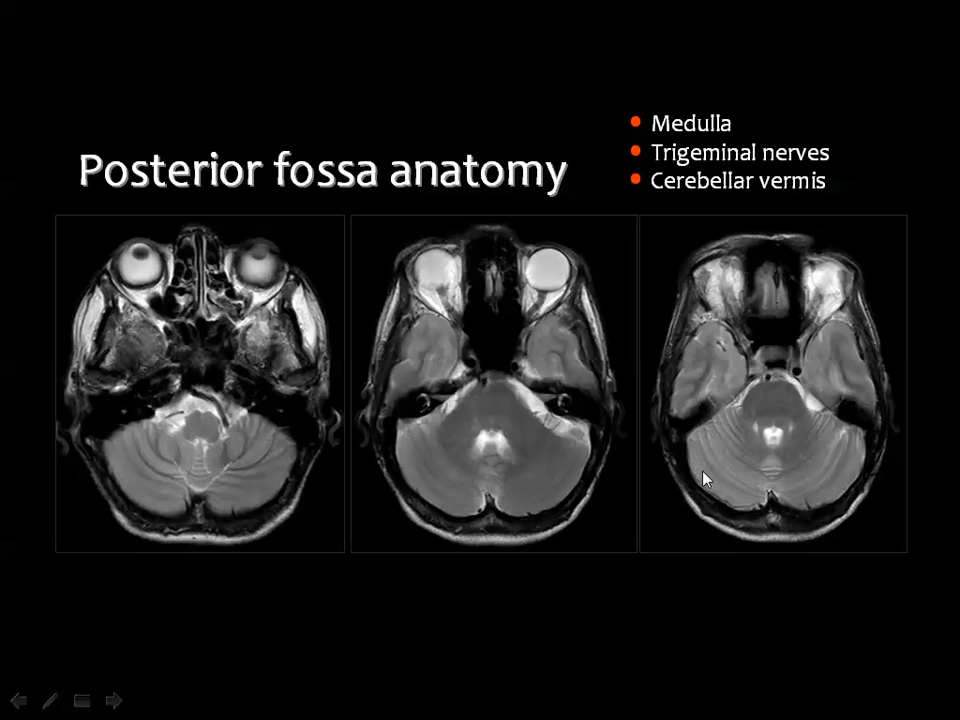 Posterior fossa anatomy
Medulla
Trigeminal nerves
Cerebellar vermis